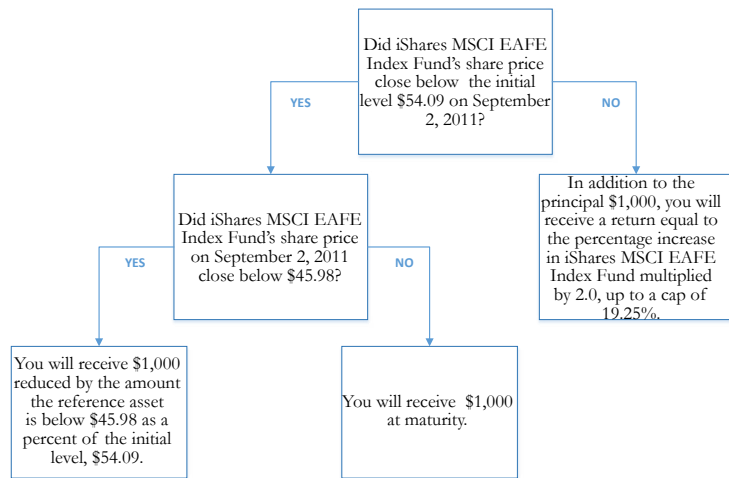 Did iShares MSCI EAFE
Index Fund's share price
close below the initial
level $54.09 on September
2, 2011?
YES
NO
Did iShares MSCI EAFE
Index Fund's share price
on September 2, 2011
close below $45.98?
In addition to the
principal $1,000, you will
receive a return equal to
the percentage increase
in iShares MSCI EAFE
Index Fund multiplied
by 2.0, up to a cap of
19.25%.
YES
NO
You will receive $1,000
reduced by the amount
the reference asset
is below $45.98 as a
percent of the initial
level, $54.09.
You will receive $1,000
at maturity.